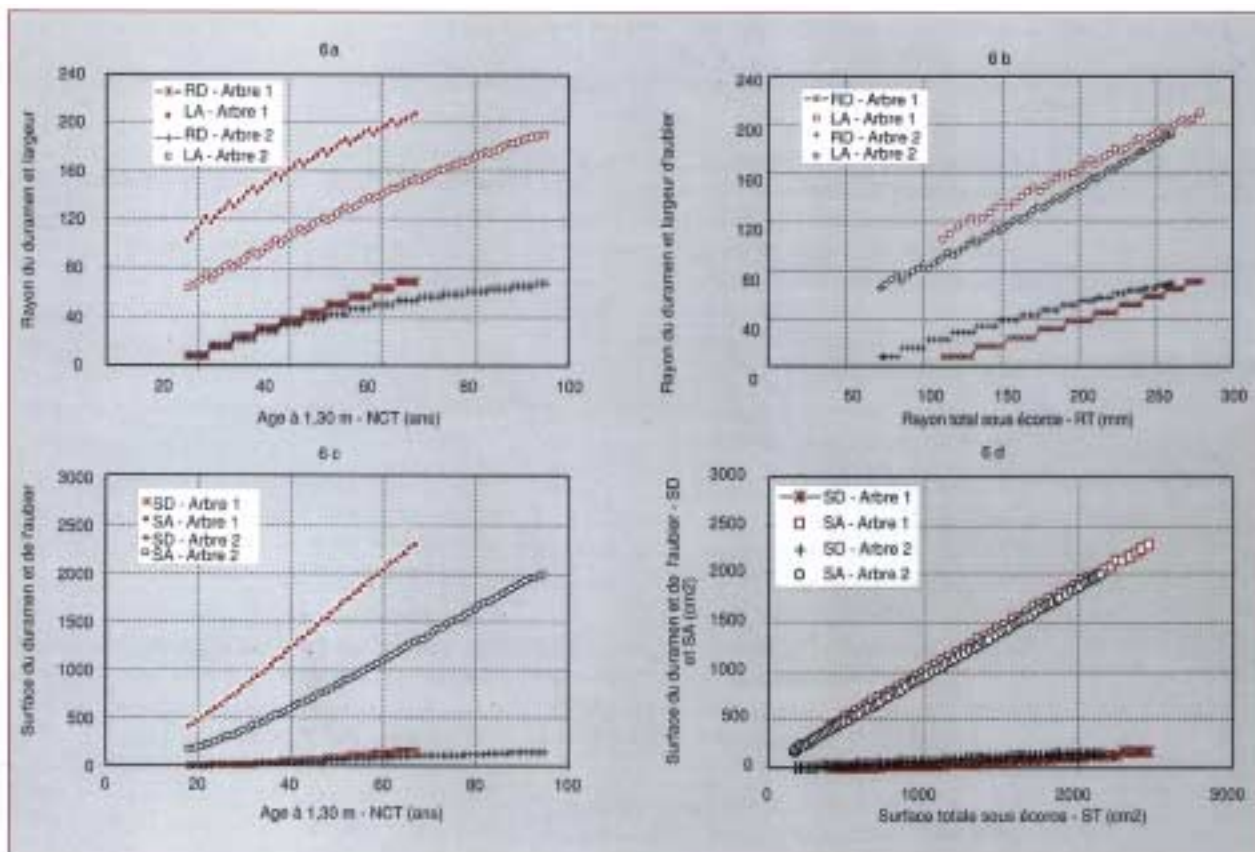 6a
Rayon du duramen et largeur
240
200
160
120
80
40
0
RD - Arbre 1
LA - Arbre 1
RD - Arbre 2
LA - Arbre 2
20 40 60 80 100
Age à 1,30 m - NCT (ans)
6 b
Rayon du duramen et largeur d'aubier
240
200
160
120
80
40
0
RD - Arbre 1
LA - Arbre 1
RD - Arbre 2
LA - Arbre 2
50 100 150 200 250 300
Rayon total sous écorce - RT (mm)
6 c
Surface du duramen et de l'aubier
3000
2500
2000
1500
1000
500
0
SD - Arbre 1
SA - Arbre 1
SD - Arbre 2
SA - Arbre 2
0 20 40 60 80 100
Age à 1,30 m - NCT (ans)
6 d
Surface du duramen et de l'aubier - SD
et SA (cm2)
3000
2500
2000
1500
1000
500
0
SD - Arbre 1
SA - Arbre 1
SD - Arbre 2
SA - Arbre 2
0 1000 2000 3000
Surface totale sous écorce - ST (cm2)